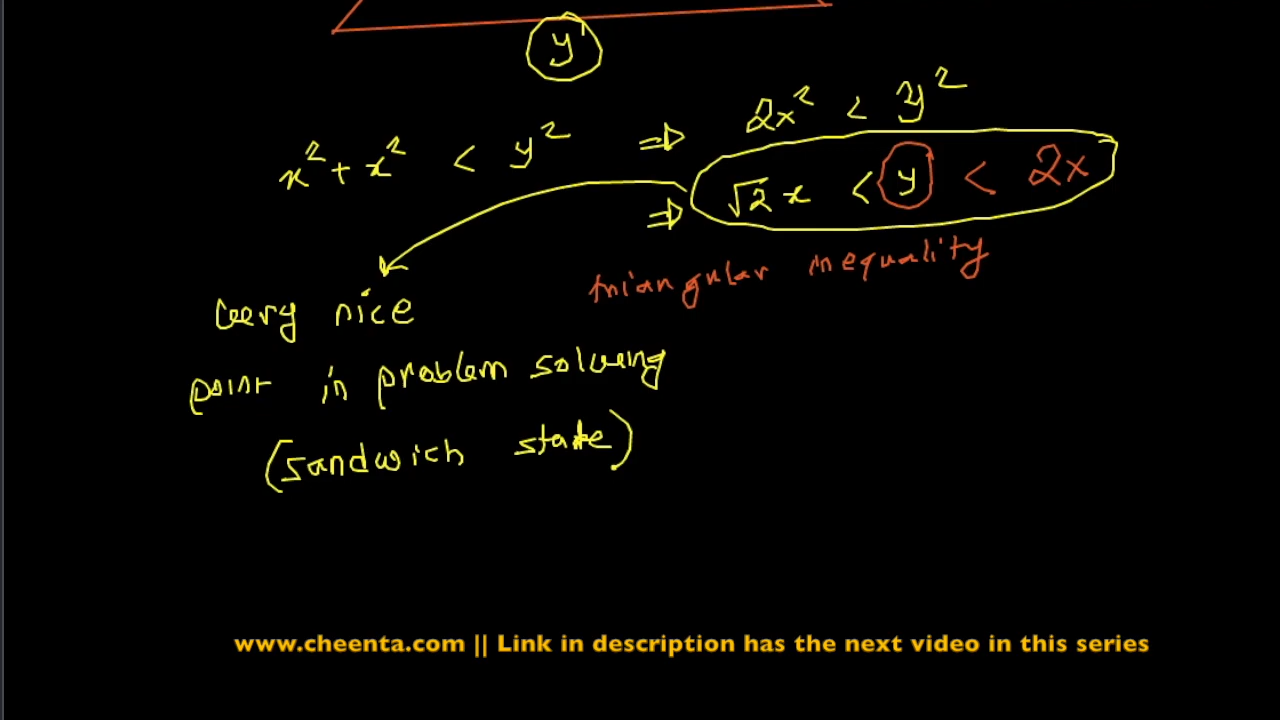 y
x² + x² < y² ⇒ 2x² < y²
⇒ √2 x < y < 2x
triangular inequality
very nice
point in problem solving
(sandwich state)
www.cheenta.com || Link in description has the next video in this series